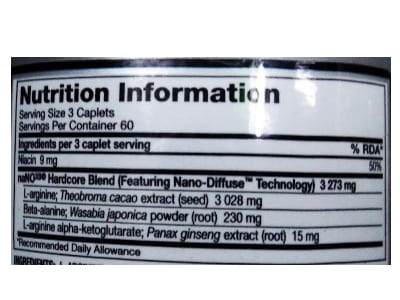 Nutrition Information
Serving Size 3 Caplets
Servings Per Container 60
Ingredients per 3 caplet serving % RDA*
Niacin 9 mg 50%
naNOX9 Hardcore Blend (Featuring Nano-Diffuse™ Technology) 3 273 mg
L-arginine; Theobroma cacao extract (seed) 3 028 mg
Beta-alanine; Wasabia japonica powder (root) 230 mg
L-arginine alpha-ketoglutarate; Panax ginseng extract (root) 15 mg
*Recommended Daily Allowance